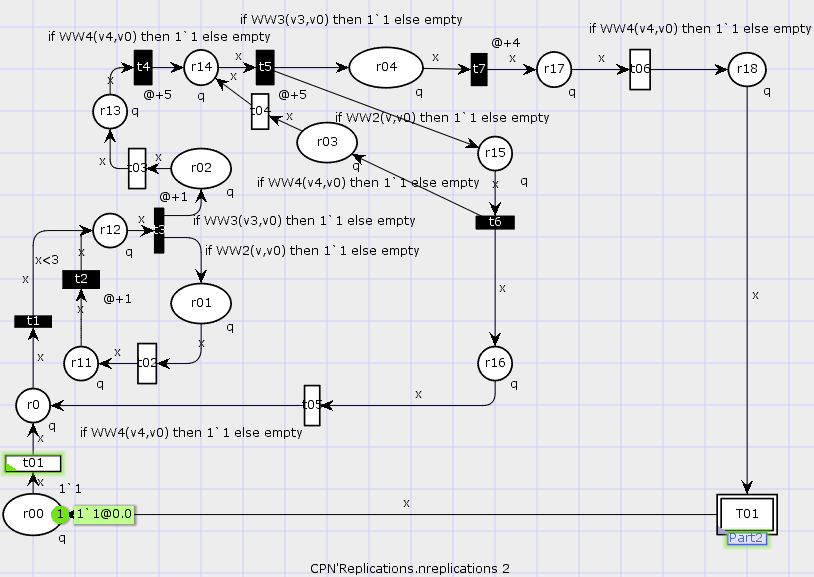 if WW3(v3,v0) then 1`1 else empty
if WW4(v4,v0) then 1`1 else empty
if WW4(v4,v0) then 1`1 else empty
@+4
t4 r14 x t5 r04 x t7 x r17 x t06 r18
x @+5 q x @+5 q q q
r13 q t04 x
if WW2(v,v0) then 1`1 else empty
r03 q r15
x t03 x r02 q x q
if WW4(v4,v0) then 1`1 else empty
@+1
r12 x t3 if WW3(v3,v0) then 1`1 else empty
t6
q if WW2(v,v0) then 1`1 else empty
x<3 x
x t2 @+1 x x
x r01 q
t1
x r11 x t02 x r16
q q
r0 t05 x
q
x if WW4(v4,v0) then 1`1 else empty
t01
x 1`1
r00 1 1`1@0.0 x T01
q Part2
CPN'Replications.nreplications 2